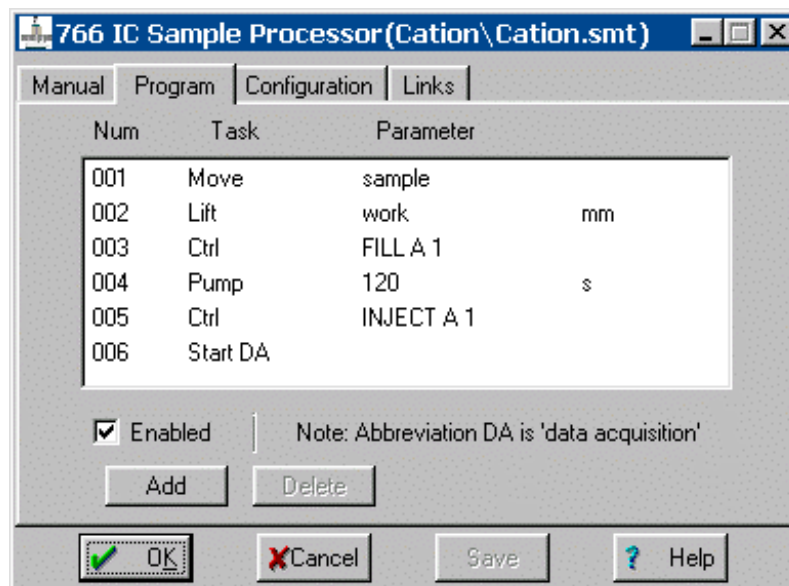 766 IC Sample Processor(Cation\Cation.smt)
Manual Program Configuration Links
Num Task Parameter
001 Move sample
002 Lift work mm
003 Ctrl FILL A 1
004 Pump 120 s
005 Ctrl INJECT A 1
006 Start DA
Enabled Note: Abbreviation DA is 'data acquisition'
Add Delete
OK Cancel Save ? Help